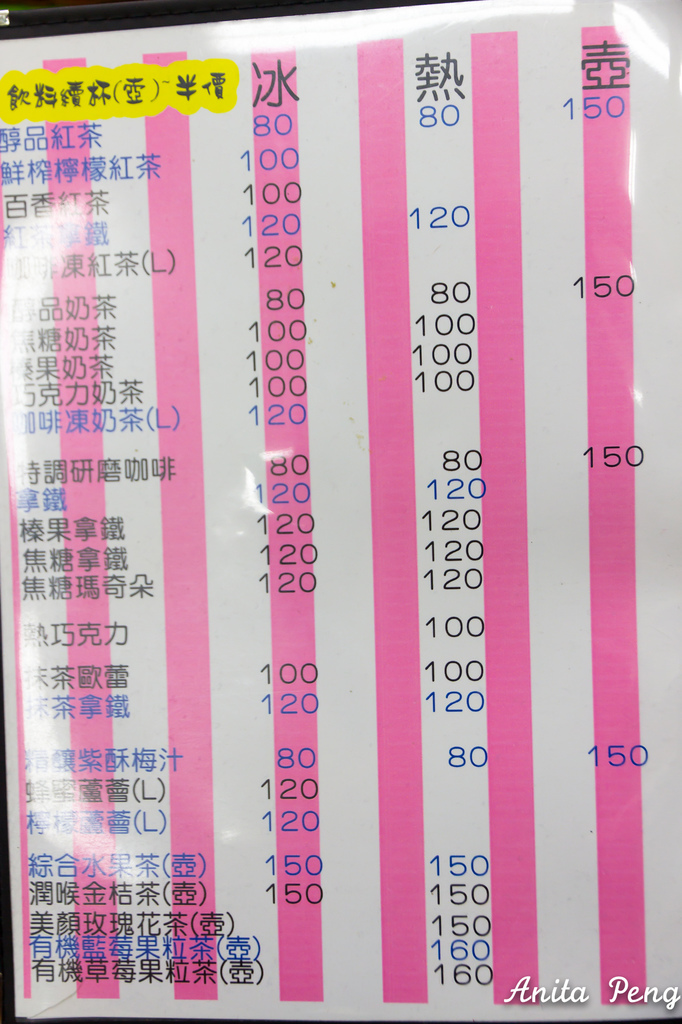 飲料續杯(壺)~半價 冰 熱 壺
醇品紅茶 80 80 150
鮮榨檸檬紅茶 100
百香紅茶 100
紅茶拿鐵 120 120
咖啡凍紅茶(L) 120
醇品奶茶 80 80 150
焦糖奶茶 100 100
榛果奶茶 100 100
巧克力奶茶 100 100
咖啡凍奶茶(L) 120
特調研磨咖啡 80 80 150
拿鐵 120 120
榛果拿鐵 120 120
焦糖拿鐵 120 120
焦糖瑪奇朵 120 120
熱巧克力 100
抹茶歐蕾 100 100
抹茶拿鐵 120 120
精釀紫酥梅汁 80 80 150
蜂蜜蘆薈(L) 120
檸檬蘆薈(L) 120
綜合水果茶(壺) 150 150
潤喉金桔茶(壺) 150 150
美顏玫瑰花茶(壺) 150
有機藍莓果粒茶(壺) 160
有機草莓果粒茶(壺) 160
Anita Peng